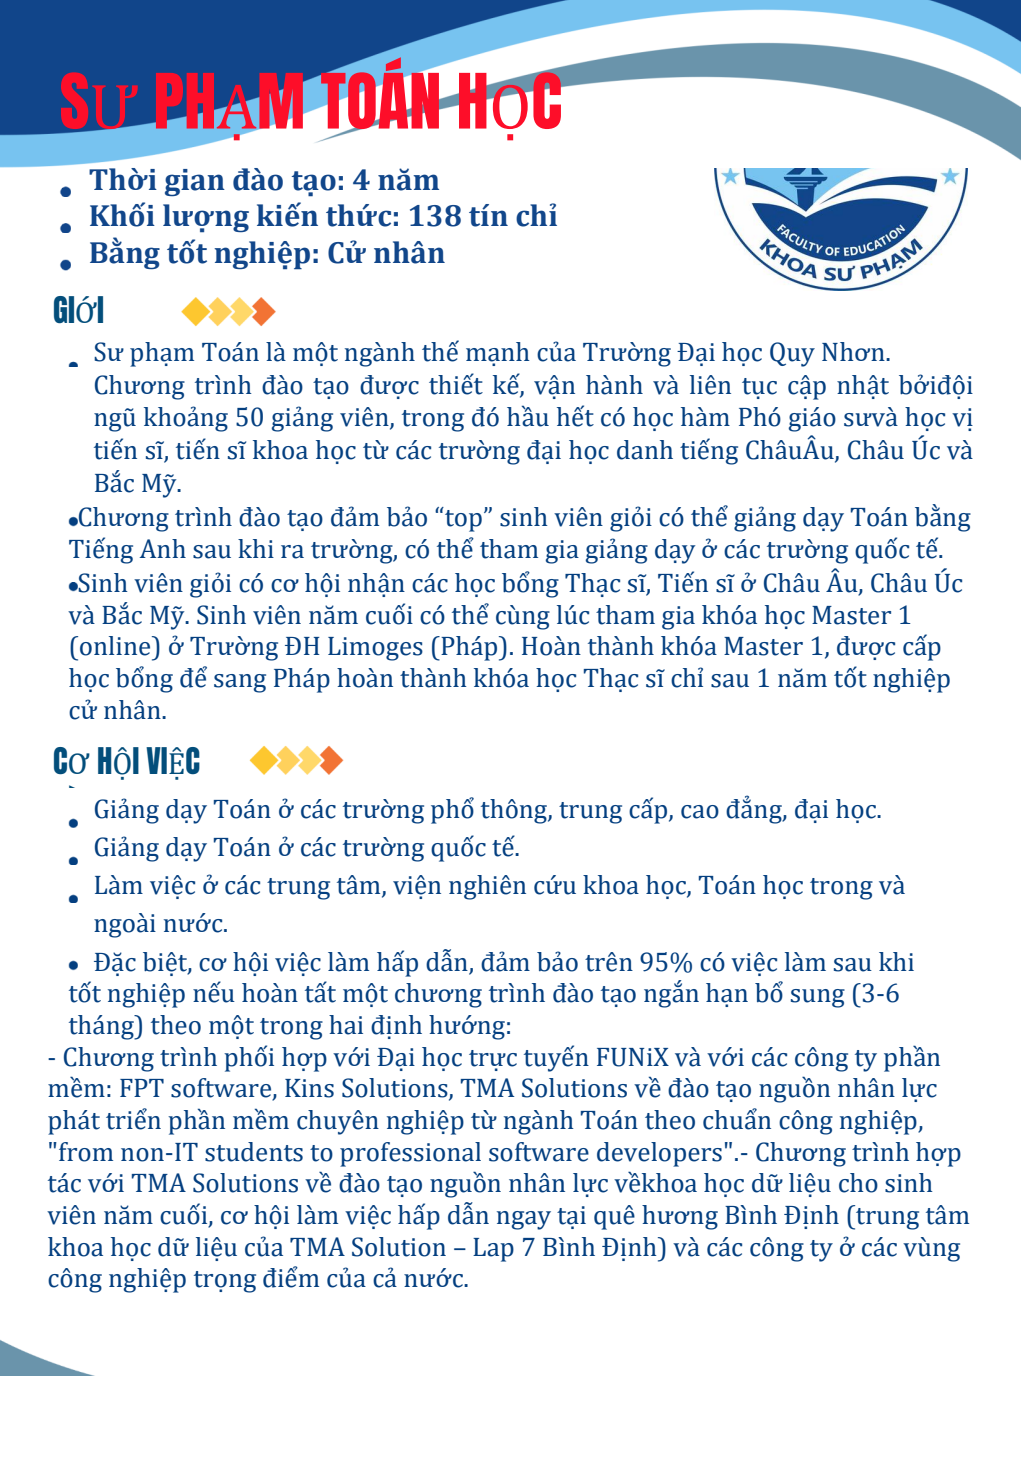 SƯ PHẠM TOÁN HỌC
• Thời gian đào tạo: 4 năm
• Khối lượng kiến thức: 138 tín chỉ
• Bằng tốt nghiệp: Cử nhân
FACULTY OF EDUCATION
KHOA SƯ PHẠM
GIỚI
• Sư phạm Toán là một ngành thế mạnh của Trường Đại học Quy Nhơn.
Chương trình đào tạo được thiết kế, vận hành và liên tục cập nhật bởiđội
ngũ khoảng 50 giảng viên, trong đó hầu hết có học hàm Phó giáo sưvà học vị
tiến sĩ, tiến sĩ khoa học từ các trường đại học danh tiếng ChâuÂu, Châu Úc và
Bắc Mỹ.
•Chương trình đào tạo đảm bảo “top” sinh viên giỏi có thể giảng dạy Toán bằng
Tiếng Anh sau khi ra trường, có thể tham gia giảng dạy ở các trường quốc tế.
•Sinh viên giỏi có cơ hội nhận các học bổng Thạc sĩ, Tiến sĩ ở Châu Âu, Châu Úc
và Bắc Mỹ. Sinh viên năm cuối có thể cùng lúc tham gia khóa học Master 1
(online) ở Trường ĐH Limoges (Pháp). Hoàn thành khóa Master 1, được cấp
học bổng để sang Pháp hoàn thành khóa học Thạc sĩ chỉ sau 1 năm tốt nghiệp
cử nhân.
CƠ HỘI VIỆC
• Giảng dạy Toán ở các trường phổ thông, trung cấp, cao đẳng, đại học.
• Giảng dạy Toán ở các trường quốc tế.
• Làm việc ở các trung tâm, viện nghiên cứu khoa học, Toán học trong và
ngoài nước.
• Đặc biệt, cơ hội việc làm hấp dẫn, đảm bảo trên 95% có việc làm sau khi
tốt nghiệp nếu hoàn tất một chương trình đào tạo ngắn hạn bổ sung (3-6
tháng) theo một trong hai định hướng:
- Chương trình phối hợp với Đại học trực tuyến FUNiX và với các công ty phần
mềm: FPT software, Kins Solutions, TMA Solutions về đào tạo nguồn nhân lực
phát triển phần mềm chuyên nghiệp từ ngành Toán theo chuẩn công nghiệp,
"from non-IT students to professional software developers".- Chương trình hợp
tác với TMA Solutions về đào tạo nguồn nhân lực vềkhoa học dữ liệu cho sinh
viên năm cuối, cơ hội làm việc hấp dẫn ngay tại quê hương Bình Định (trung tâm
khoa học dữ liệu của TMA Solution – Lap 7 Bình Định) và các công ty ở các vùng
công nghiệp trọng điểm của cả nước.